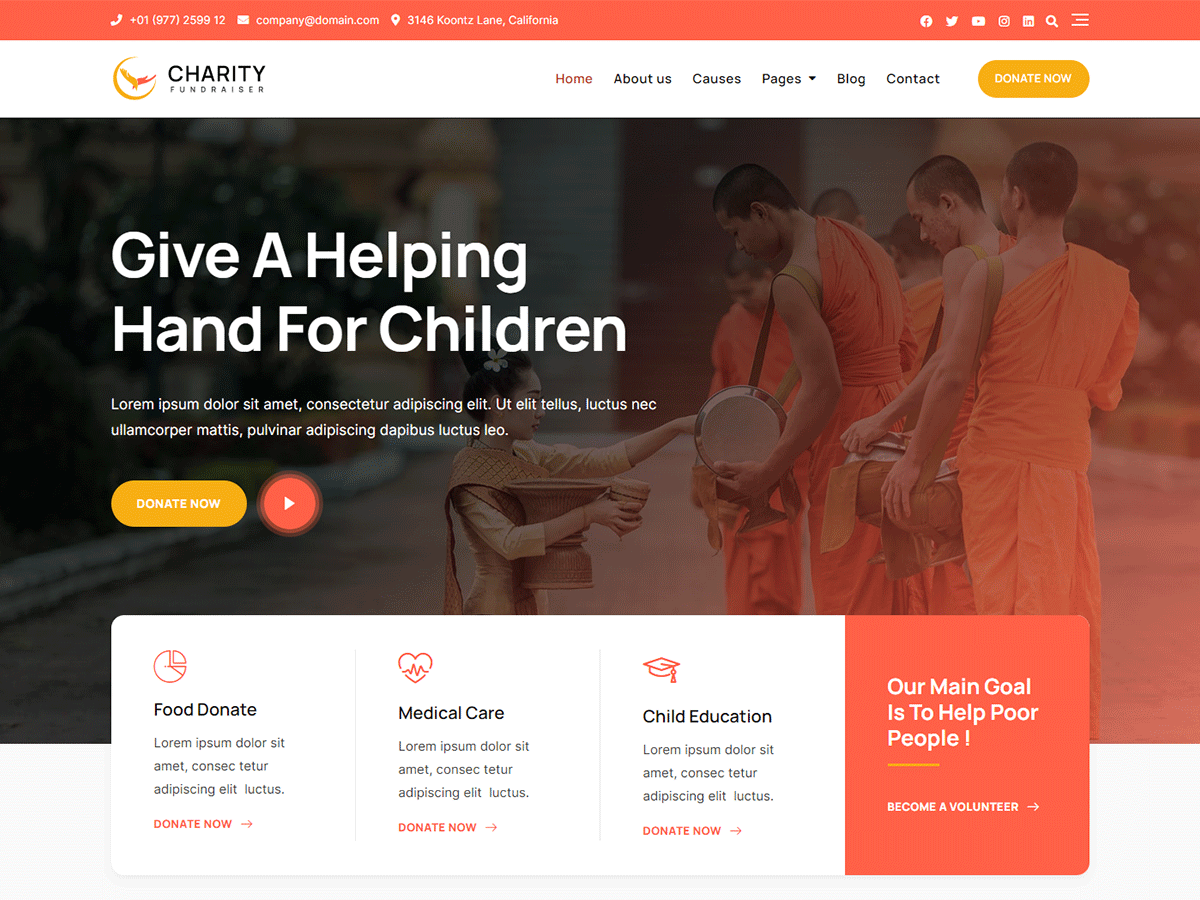 +01 (977) 2599 12 company@domain.com 3146 Koontz Lane, California
CHARITY
FUNDRAISER
Home About us Causes Pages Blog Contact DONATE NOW
Give A Helping
Hand For Children
Lorem ipsum dolor sit amet, consectetur adipiscing elit. Ut elit tellus, luctus nec
ullamcorper mattis, pulvinar adipiscing dapibus luctus leo.
DONATE NOW
Food Donate
Lorem ipsum dolor sit
amet, consec tetur
adipiscing elit luctus.
DONATE NOW
Medical Care
Lorem ipsum dolor sit
amet, consec tetur
adipiscing elit luctus.
DONATE NOW
Child Education
Lorem ipsum dolor sit
amet, consec tetur
adipiscing elit luctus.
DONATE NOW
Our Main Goal
Is To Help Poor
People !
BECOME A VOLUNTEER